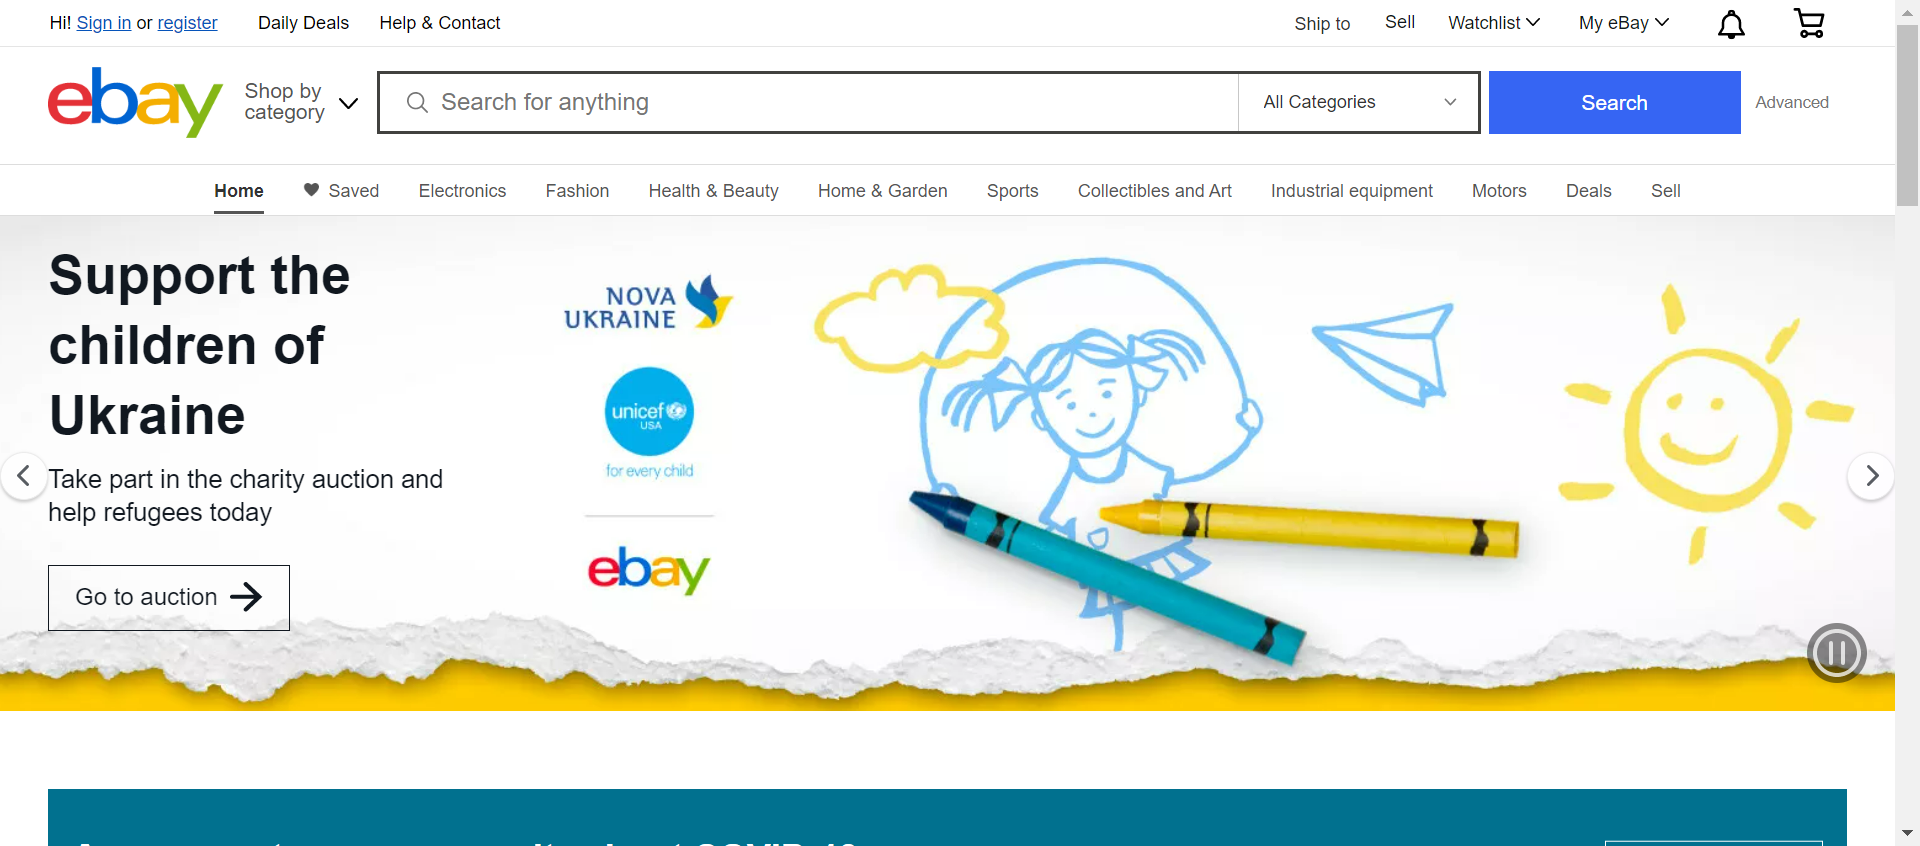 Hi! Sign in or register
Daily Deals
Help & Contact
Ship to
Sell
Watchlist
My eBay
ebay
Shop by
category
Search for anything
All Categories
Search
Advanced
Home
Saved
Electronics
Fashion
Health & Beauty
Home & Garden
Sports
Collectibles and Art
Industrial equipment
Motors
Deals
Sell
Support the
children of
Ukraine
Take part in the charity auction and
help refugees today
Go to auction
NOVA
UKRAINE
unicef
USA
for every child
ebay